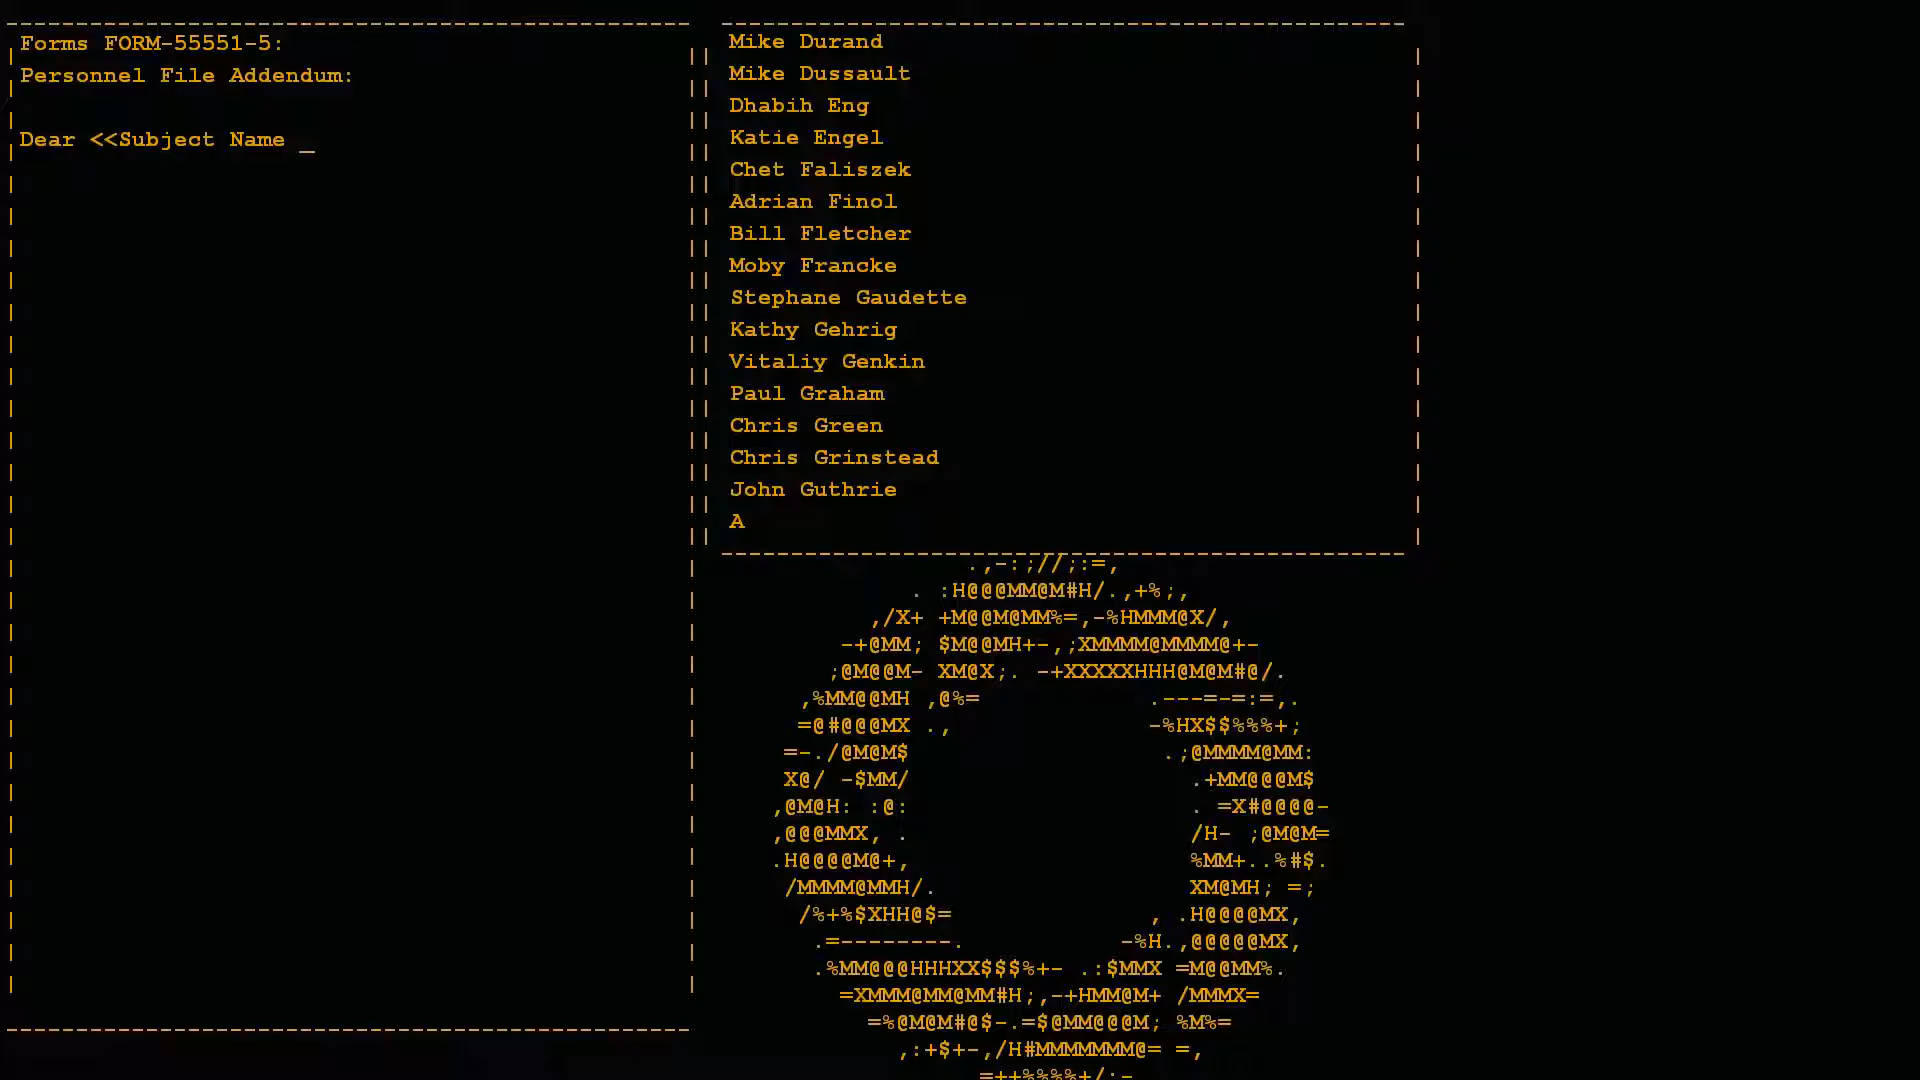 Forms FORM-55551-5:
Personnel File Addendum:
Dear <<Subject Name _
Mike Durand
Mike Dussault
Dhabih Eng
Katie Engel
Chet Faliszek
Adrian Finol
Bill Fletcher
Moby Francke
Stephane Gaudette
Kathy Gehrig
Vitaliy Genkin
Paul Graham
Chris Green
Chris Grinstead
John Guthrie
A